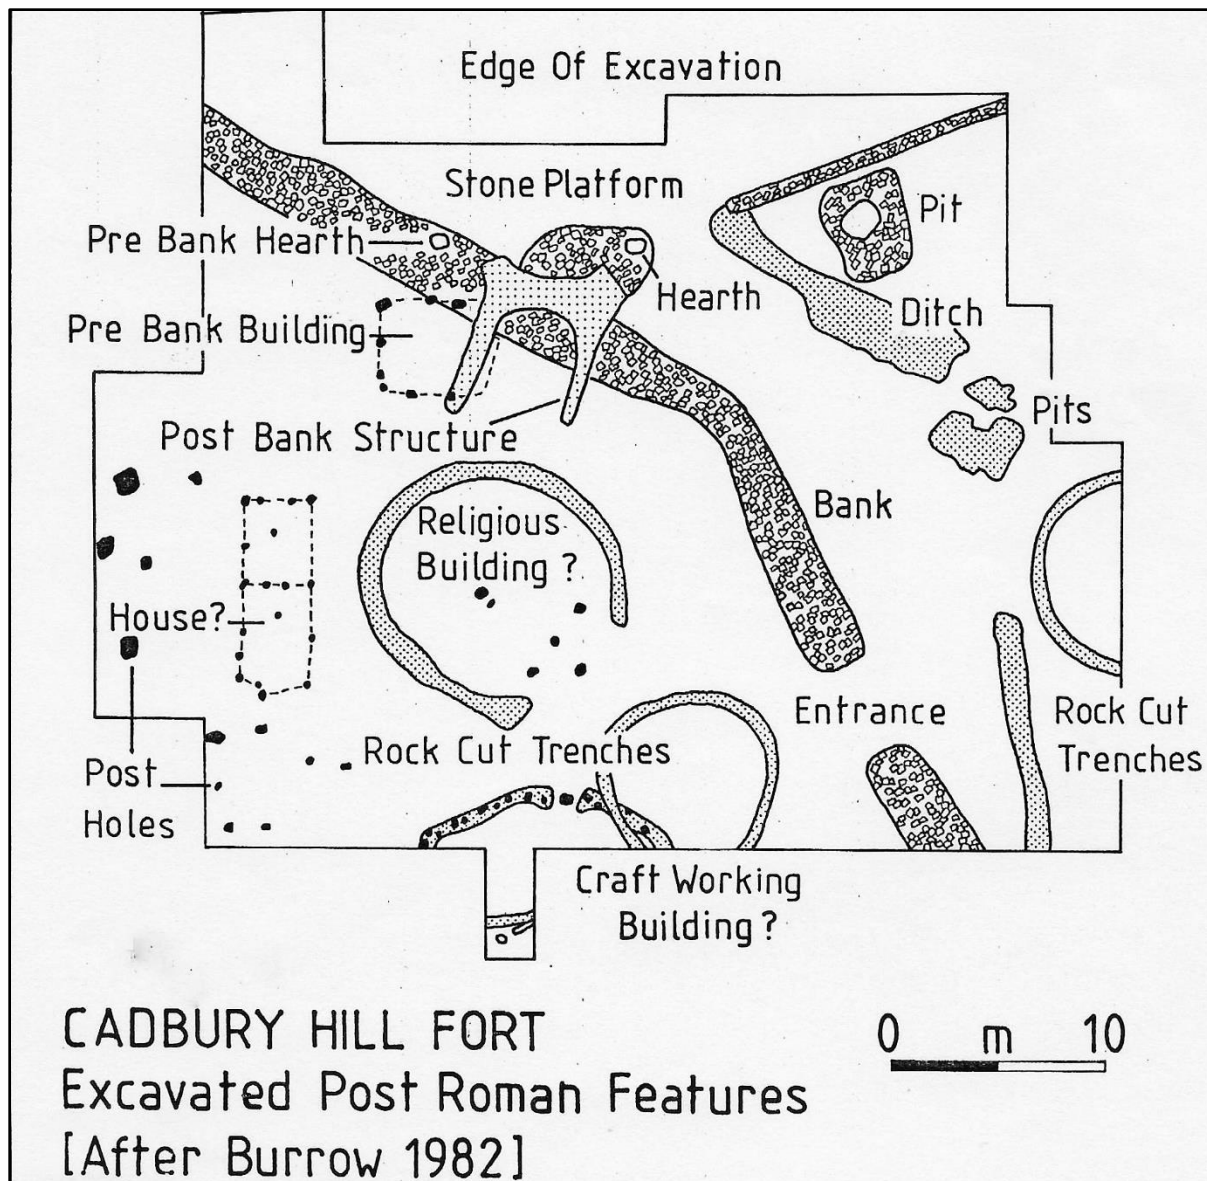 Edge Of Excavation
Stone Platform
Pit
Pre Bank Hearth
Hearth
Ditch
Pre Bank Building
Pits
Post Bank Structure
Bank
Religious
Building ?
House?
Entrance
Rock Cut
Trenches
Rock Cut Trenches
Post
Holes
Craft Working
Building ?
CADBURY HILL FORT
Excavated Post Roman Features
[After Burrow 1982]
0 m 10